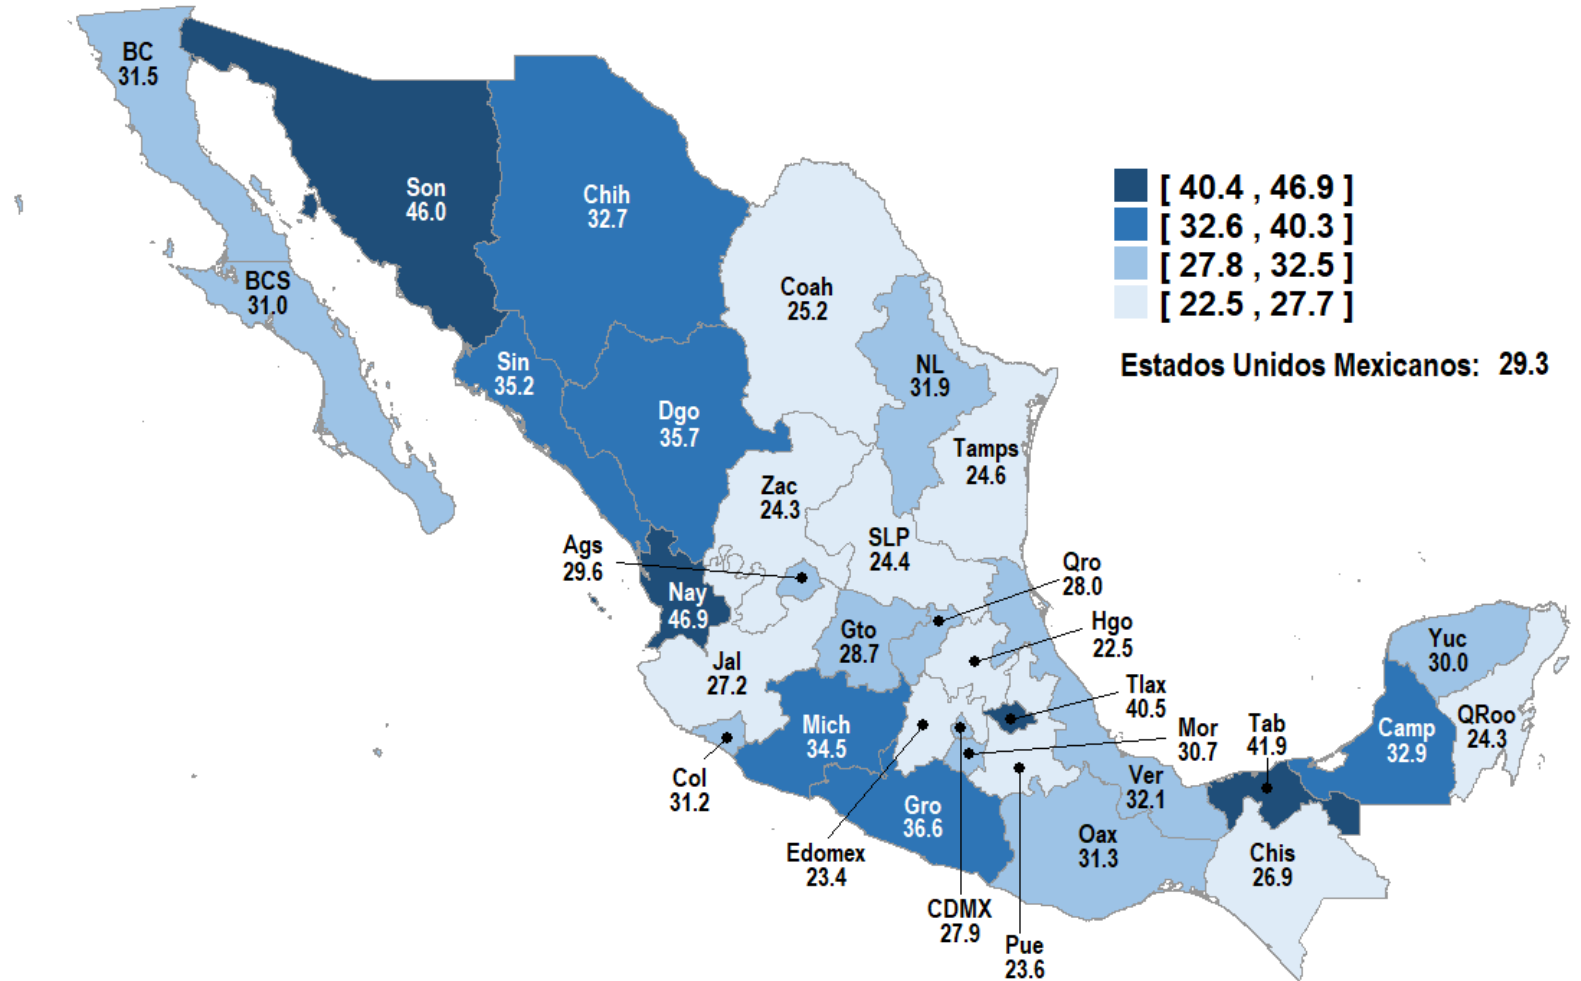 BC
31.5
Son
46.0
Chih
32.7
[ 40.4 , 46.9 ]
[ 32.6 , 40.3 ]
[ 27.8 , 32.5 ]
[ 22.5 , 27.7 ]
Estados Unidos Mexicanos: 29.3
BCS
31.0
Coah
25.2
Sin
35.2
NL
31.9
Dgo
35.7
Tamps
24.6
Zac
24.3
SLP
24.4
Ags
29.6
Nay
46.9
Qro
28.0
Hgo
22.5
Gto
28.7
Jal
27.2
Yuc
30.0
Tlax
40.5
Mich
34.5
Mor
30.7
Tab
41.9
Camp
32.9
QRoo
24.3
Col
31.2
Ver
32.1
Gro
36.6
Oax
31.3
Edomex
23.4
Chis
26.9
CDMX
27.9
Pue
23.6